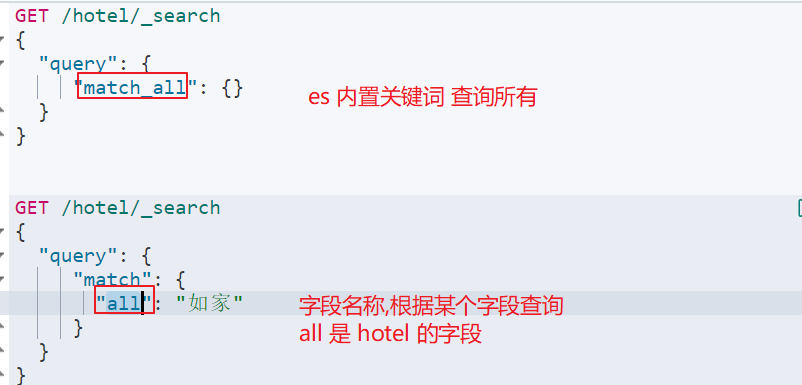 GET /hotel/_search
{
"query": {
"match_all": {}
es 内置关键词 查询所有
}
}
GET /hotel/_search
{
"query": {
"match": {
"all": "如家"
字段名称,根据某个字段查询
}
all 是 hotel 的字段
}
}